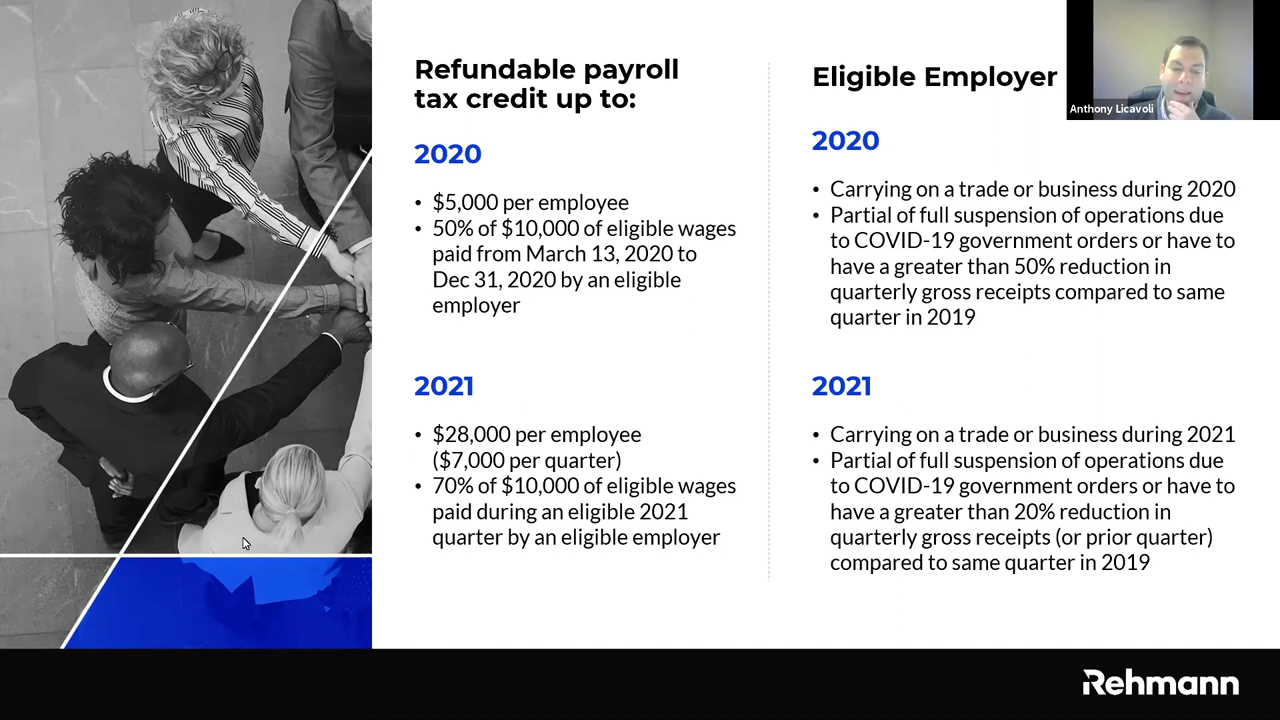 Refundable payroll
tax credit up to:
2020
• $5,000 per employee
• 50% of $10,000 of eligible wages
paid from March 13, 2020 to
Dec 31, 2020 by an eligible
employer
2021
• $28,000 per employee
($7,000 per quarter)
• 70% of $10,000 of eligible wages
paid during an eligible 2021
quarter by an eligible employer
Eligible Employer
2020
• Carrying on a trade or business during 2020
• Partial of full suspension of operations due
to COVID-19 government orders or have to
have a greater than 50% reduction in
quarterly gross receipts compared to same
quarter in 2019
2021
• Carrying on a trade or business during 2021
• Partial of full suspension of operations due
to COVID-19 government orders or have to
have a greater than 20% reduction in
quarterly gross receipts (or prior quarter)
compared to same quarter in 2019
Anthony Licavoli
Rehmann